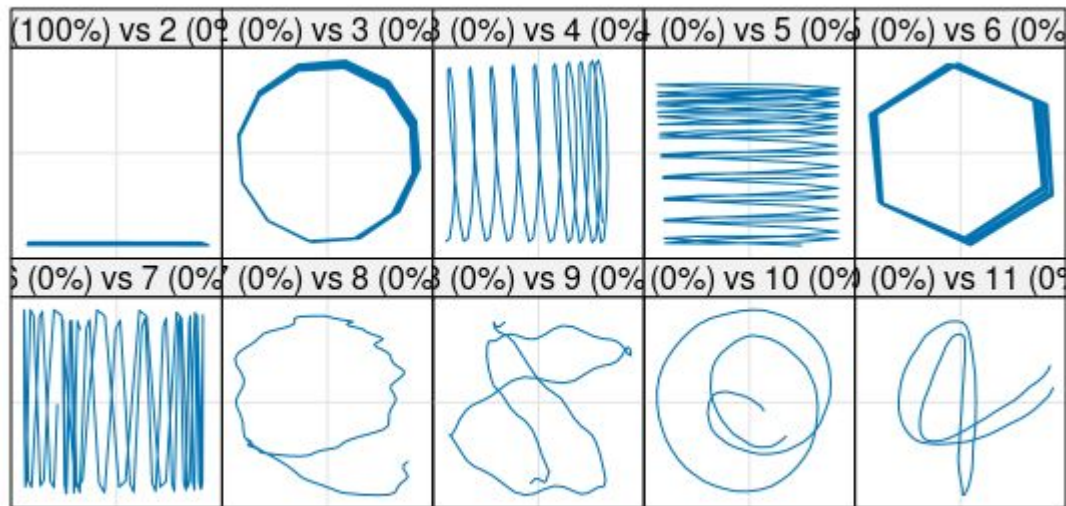 (100%) vs 2 (0%
(0%) vs 3 (0%
(0%) vs 4 (0%
(0%) vs 5 (0%
(0%) vs 6 (0%
(0%) vs 7 (0%
(0%) vs 8 (0%
(0%) vs 9 (0%
(0%) vs 10 (0%)
(0%) vs 11 (0%